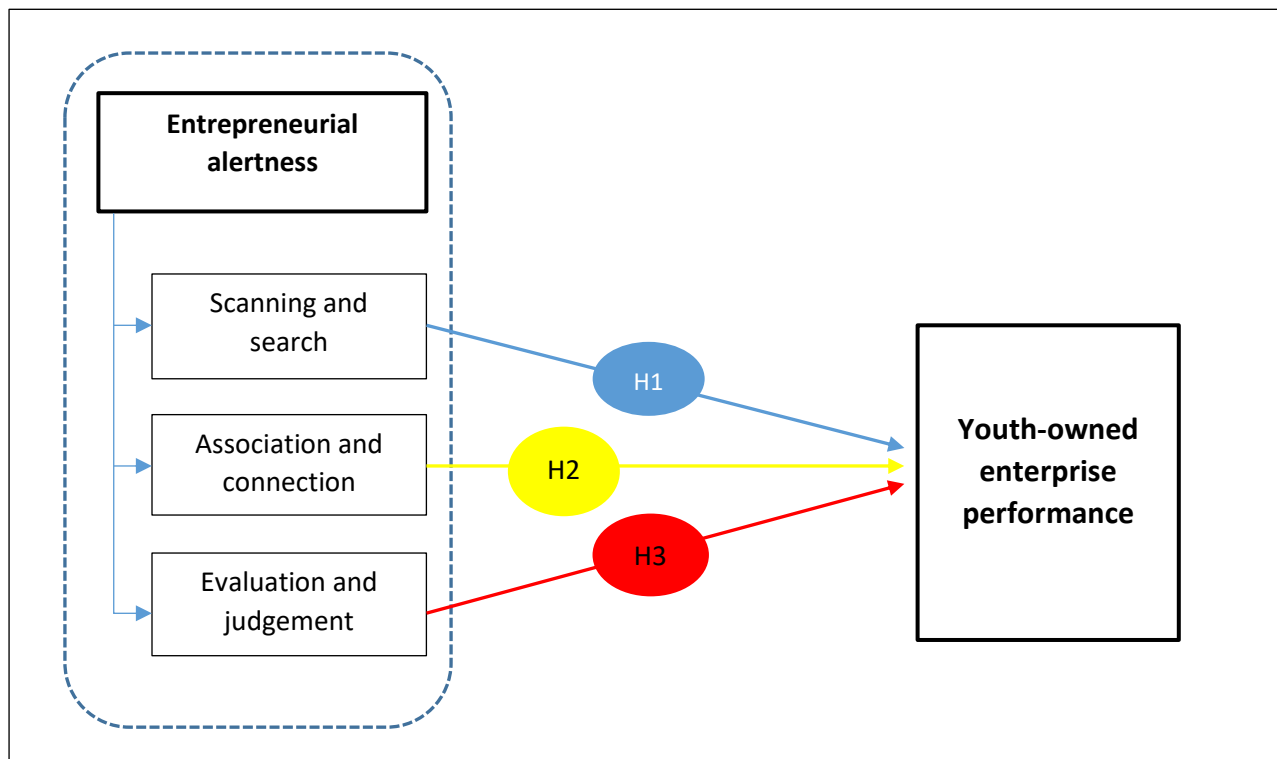 Entrepreneurial
alertness
Scanning and
search
H1
Association and
connection
H2
Youth-owned
enterprise
performance
Evaluation and
judgement
H3